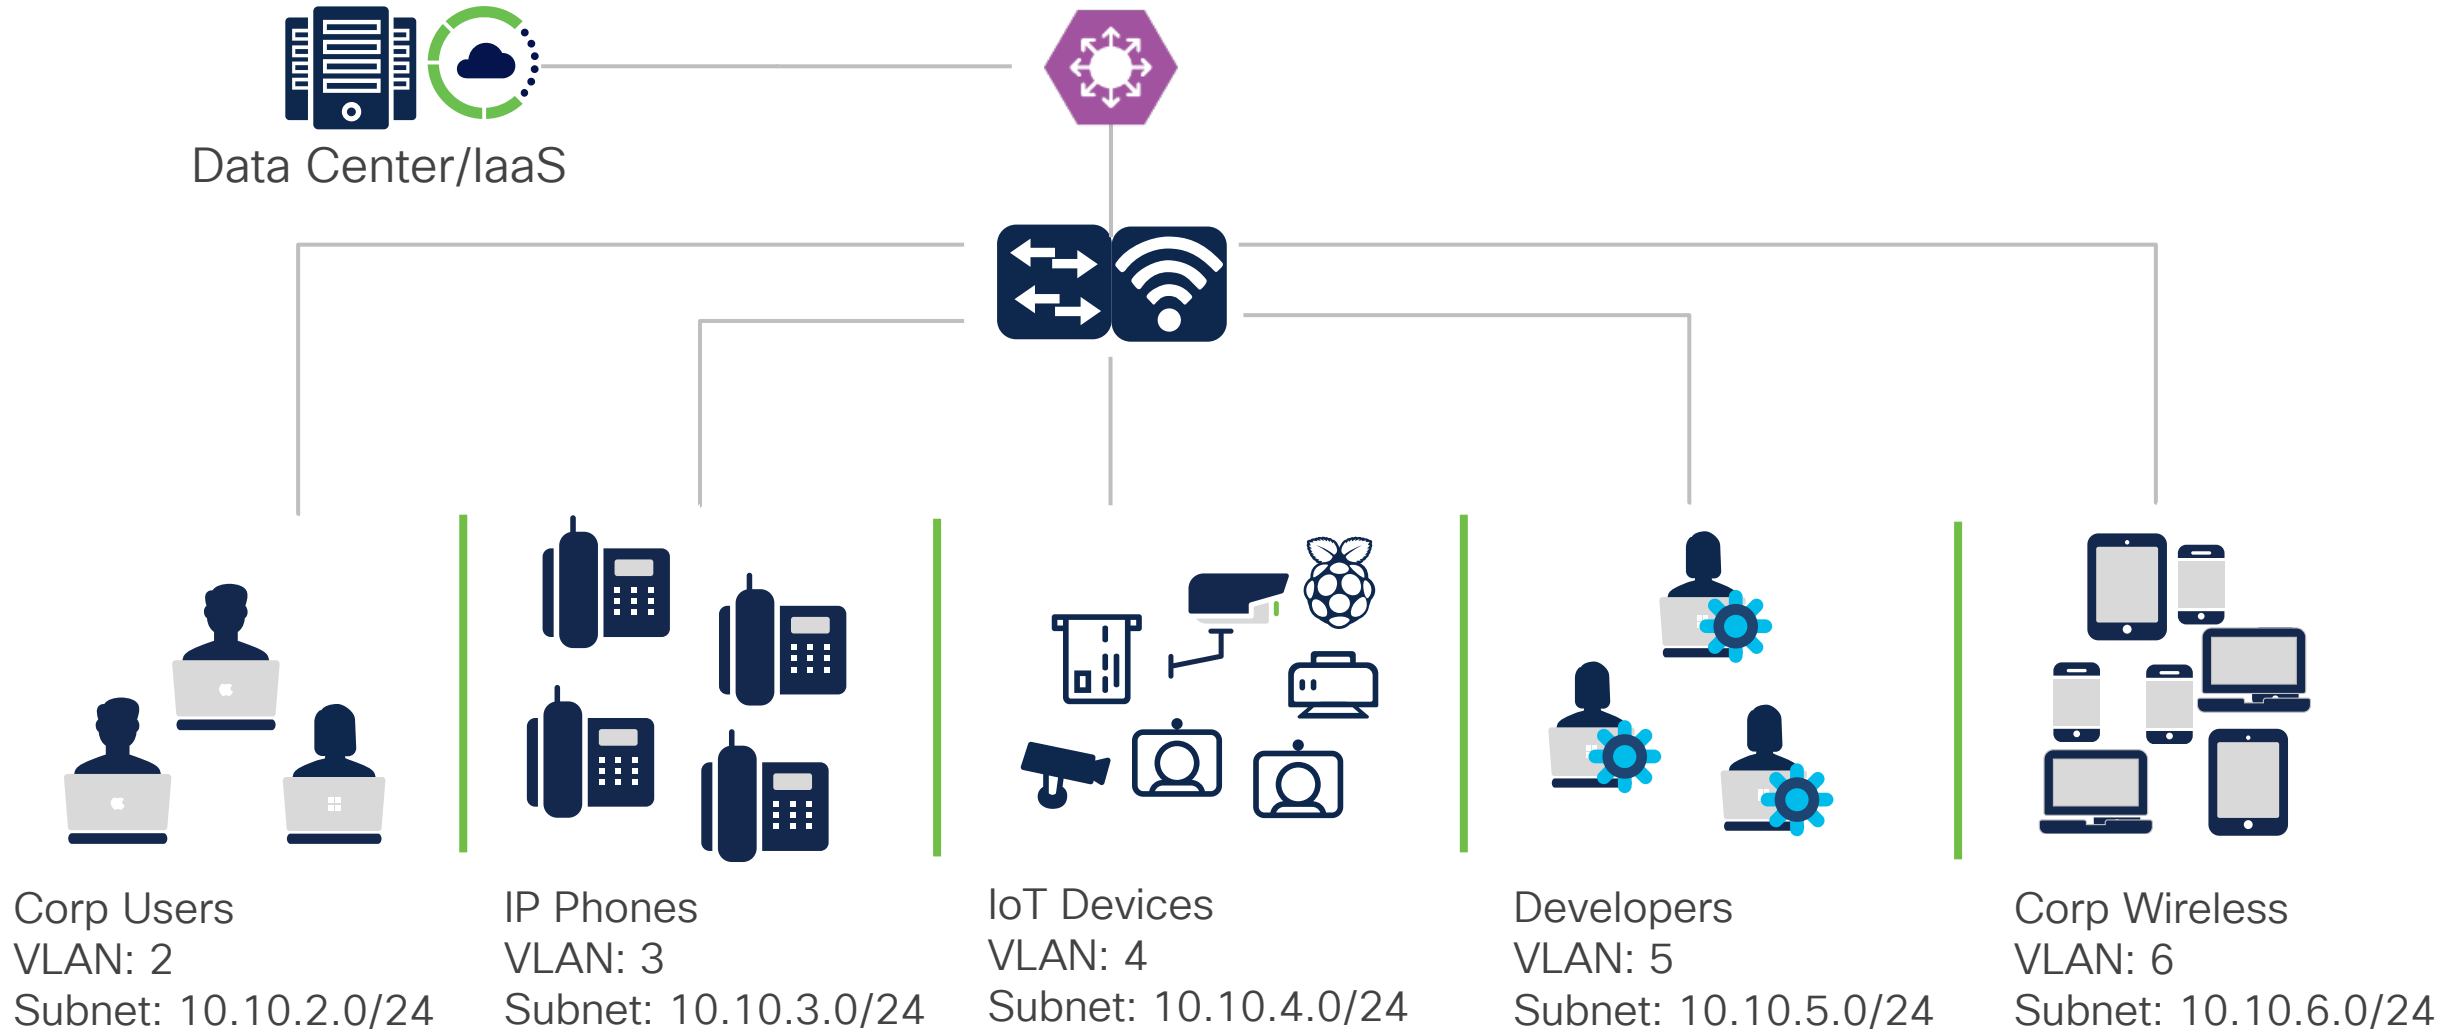 Data Center/IaaS
Corp Users
VLAN: 2
Subnet: 10.10.2.0/24
IP Phones
VLAN: 3
Subnet: 10.10.3.0/24
IoT Devices
VLAN: 4
Subnet: 10.10.4.0/24
Developers
VLAN: 5
Subnet: 10.10.5.0/24
Corp Wireless
VLAN: 6
Subnet: 10.10.6.0/24